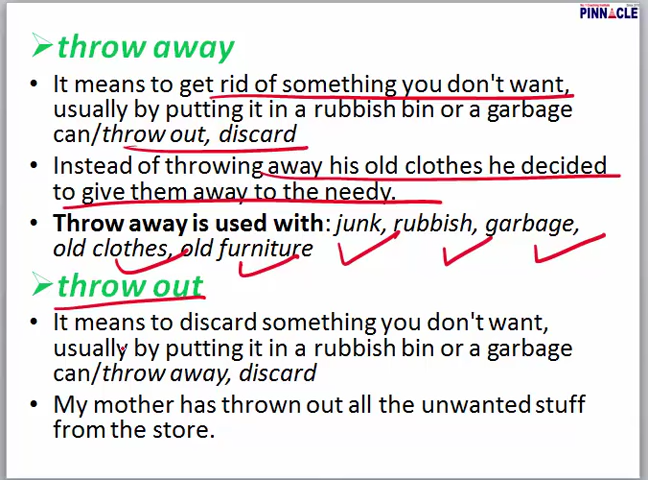 PINNACLE
➢throw away
• It means to get rid of something you don't want,
usually by putting it in a rubbish bin or a garbage
can/throw out, discard
• Instead of throwing away his old clothes he decided
to give them away to the needy.
• Throw away is used with: junk, rubbish, garbage,
old clothes, old furniture
➢throw out
• It means to discard something you don't want,
usually by putting it in a rubbish bin or a garbage
can/throw away, discard
• My mother has thrown out all the unwanted stuff
from the store.